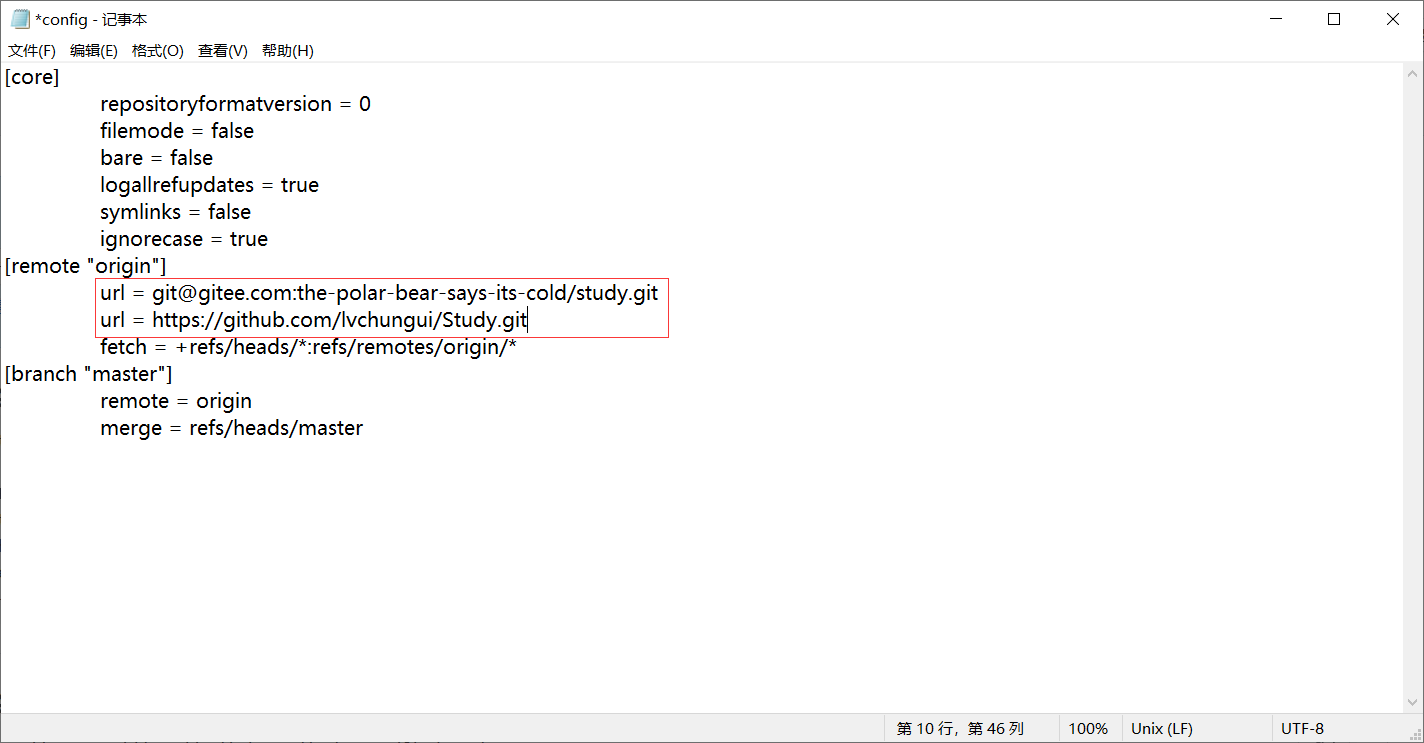 *config - 记事本
文件(F) 编辑(E) 格式(O) 查看(V) 帮助(H)
[core]
repositoryformatversion = 0
filemode = false
bare = false
logallrefupdates = true
symlinks = false
ignorecase = true
[remote "origin"]
url = git@gitee.com:the-polar-bear-says-its-cold/study.git
url = https://github.com/lvchungui/Study.git
fetch = +refs/heads/*:refs/remotes/origin/*
[branch "master"]
remote = origin
merge = refs/heads/master
第 10 行，第 46 列 100% Unix (LF) UTF-8